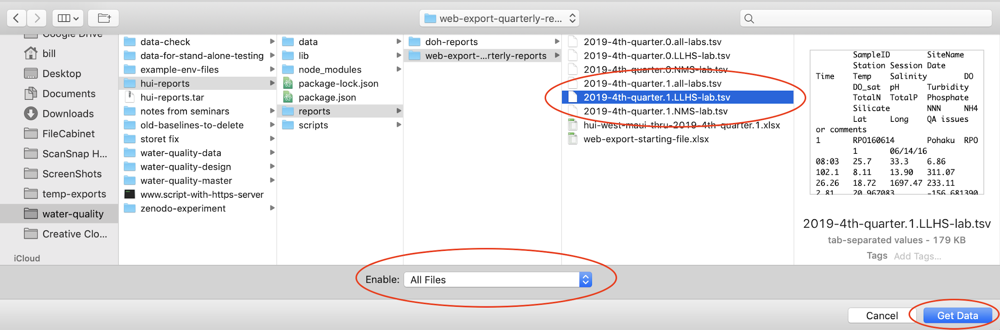 web-export-quarterly-re...
Google Drive
bill
Desktop
Documents
Downloads
FileCabinet
ScanSnap H...
ScreenShots
temp-exports
water-quality
Creative Clo...
iCloud
data-check
data-for-stand-alone-testing
example-env-files
hui-reports
hui-reports.tar
notes from seminars
old-baselines-to-delete
storet fix
water-quality-data
water-quality-design
water-quality-master
www.script-with-https-server
zenodo-experiment
data
lib
node_modules
package-lock.json
package.json
reports
scripts
doh-reports
web-export-...rterly-reports
2019-4th-quarter.0.all-labs.tsv
2019-4th-quarter.0.LLHS-lab.tsv
2019-4th-quarter.0.NMS-lab.tsv
2019-4th-quarter.1.all-labs.tsv
2019-4th-quarter.1.LLHS-lab.tsv
2019-4th-quarter.1.NMS-lab.tsv
hui-west-maui-thru-2019-4th-quarter.1.xlsx
web-export-starting-file.xlsx
SampleID SiteName
Station Session Date
Time Temp Salinity DO
DO_sat pH Turbidity
TotalN TotalP Phosphate
Silicate NNN NH4
Lat Long QA issues
or comments
1 RPO160614 Pohaku RPO
1 06/14/16
08:03 25.7 33.3 6.86
102.1 8.11 13.90 311.07
26.26 18.72 1697.47 233.11
2.81 20.967083 -156.681390
2019-4th-quarter.1.LLHS-lab.tsv
tab-separated values - 179 KB
Tags Add Tags...
Enable: All Files
Cancel Get Data